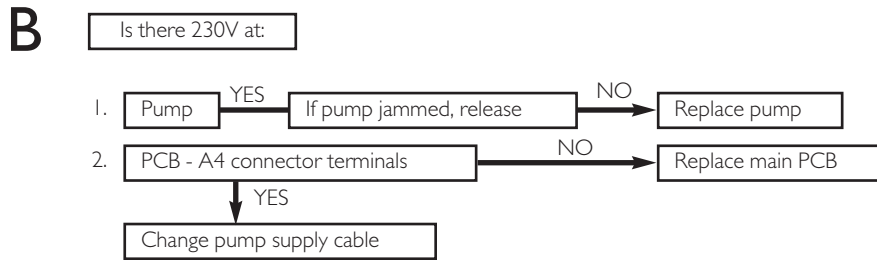 B
Is there 230V at:
1. Pump YES If pump jammed, release NO Replace pump
2. PCB - A4 connector terminals NO Replace main PCB
YES
Change pump supply cable